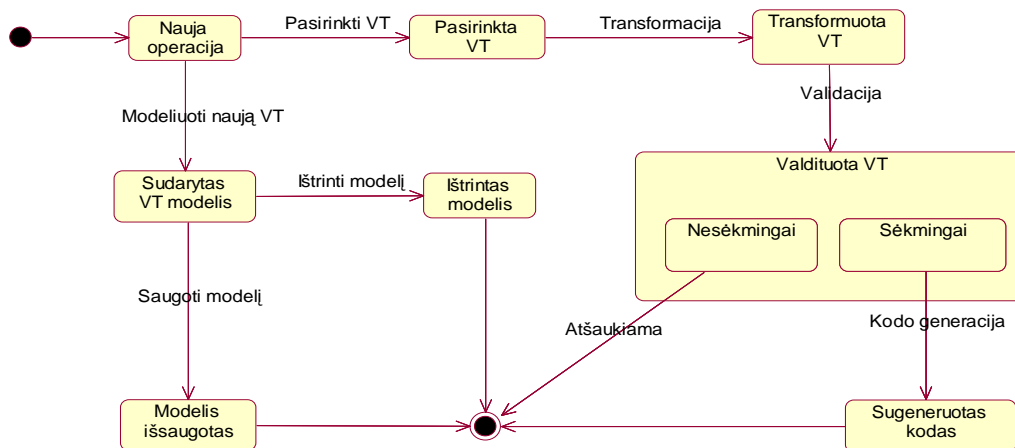 Nauja
operacija
Pasirinkti VT
Pasirinkta
VT
Transformacija
Transformuota
VT
Modeliuoti naują VT
Validacija
Sudarytas
VT modelis
Ištrinti modelį
Ištrintas
modelis
Valdituota VT
Nesėkmingai
Sėkmingai
Saugoti modelį
Atšaukiama
Kodo generacija
Modelis
išsaugotas
Sugeneruotas
kodas